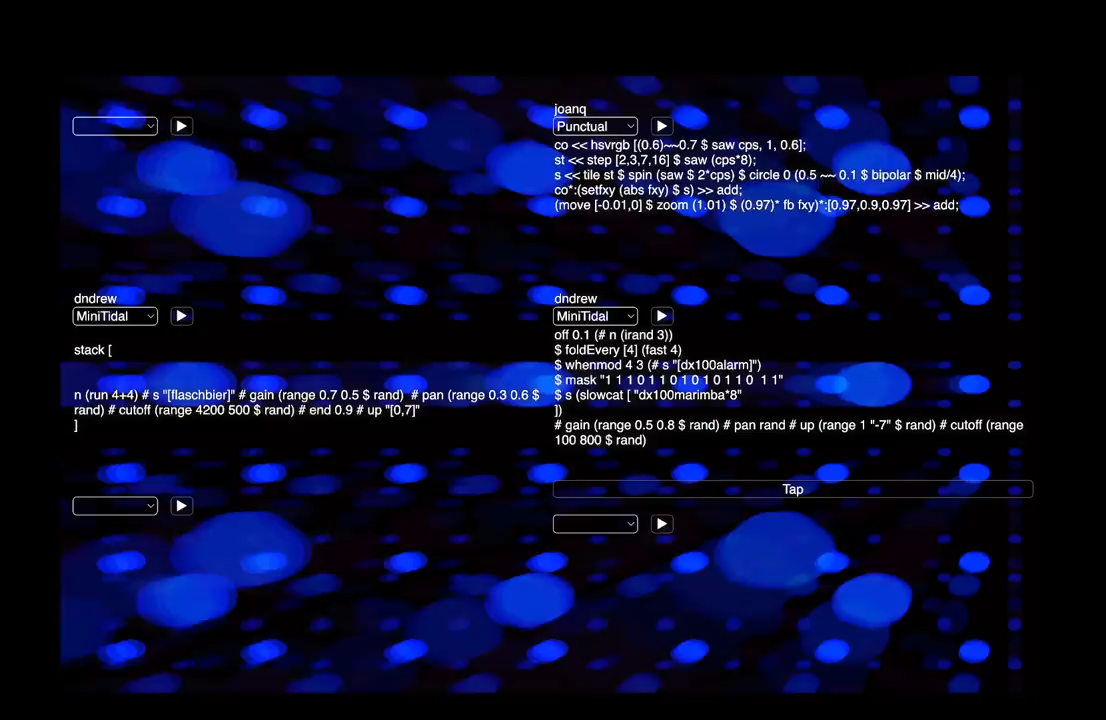 joanq
Punctual
co << hsvrgb [(0.6)~~0.7 $ saw cps, 1, 0.6];
st << step [2,3,7,16] $ saw (cps*8);
s << tile st $ spin (saw $ 2*cps) $ circle 0 (0.5 ~~ 0.1 $ bipolar $ mid/4);
co*:(setfxy (abs fxy) $ s) >> add;
(move [-0.01,0] $ zoom (1.01) $ (0.97)* fb fxy)*:[0.97,0.9,0.97] >> add;
dndrew
MiniTidal
stack [
n (run 4+4) # s "[flaschbier]" # gain (range 0.7 0.5 $ rand)  # pan (range 0.3 0.6 $
rand) # cutoff (range 4200 500 $ rand) # end 0.9 # up "[0,7]"
]
dndrew
MiniTidal
off 0.1 (# n (irand 3))
$ foldEvery [4] (fast 4)
$ whenmod 4 3 (# s "[dx100alarm]")
$ mask "1 1 1 0 1 1 0 1 0 1 0 1 1 0  1 1"
$ s (slowcat [ "dx100marimba*8"
])
# gain (range 0.5 0.8 $ rand) # pan rand # up (range 1 "-7" $ rand) # cutoff (range
100 800 $ rand)
Tap